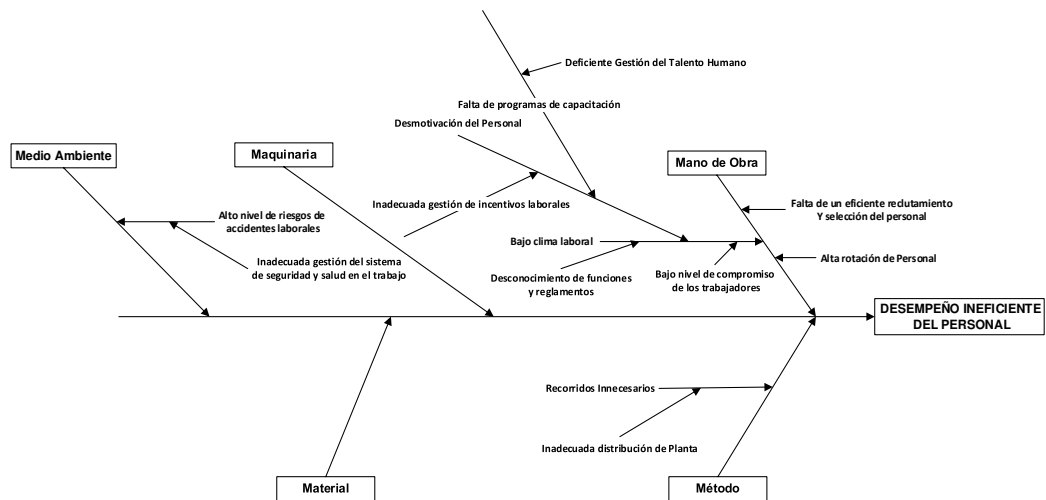 Deficiente Gestión del Talento Humano
Falta de programas de capacitación
Desmotivación del Personal
Medio Ambiente
Maquinaria
Mano de Obra
Inadecuada gestión de incentivos laborales
Falta de un eficiente reclutamiento
Y selección del personal
Alto nivel de riesgos de
accidentes laborales
Bajo clima laboral
Inadecuada gestión del sistema
de seguridad y salud en el trabajo
Desconocimiento de funciones
y reglamentos
Bajo nivel de compromiso
de los trabajadores
Alta rotación de Personal
DESEMPEÑO INEFICIENTE
DEL PERSONAL
Recorridos Innecesarios
Inadecuada distribución de Planta
Material
Método